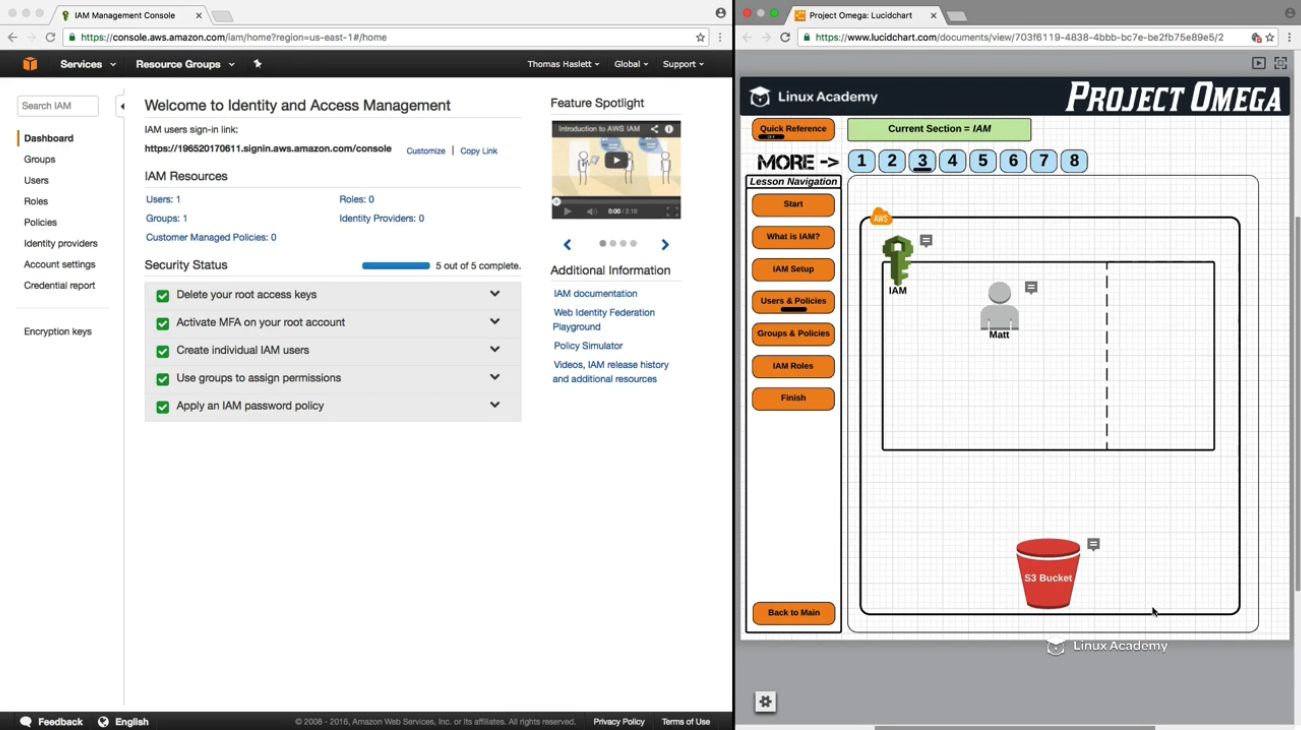 IAM Management Console
https://console.aws.amazon.com/iam/home?region=us-east-1#/home
Services
Resource Groups
Thomas Haslett
Global
Support
Search IAM
Dashboard
Groups
Users
Roles
Policies
Identity providers
Account settings
Credential report
Encryption keys
Welcome to Identity and Access Management
IAM users sign-in link:
https://196520170611.signin.aws.amazon.com/console
Customize | Copy Link
IAM Resources
Users: 1
Roles: 0
Groups: 1
Identity Providers: 0
Customer Managed Policies: 0
Security Status
5 out of 5 complete.
Delete your root access keys
Activate MFA on your root account
Create individual IAM users
Use groups to assign permissions
Apply an IAM password policy
Feature Spotlight
Introduction to AWS IAM
0:00 / 2:16
Additional Information
IAM documentation
Web Identity Federation
Playground
Policy Simulator
Videos, IAM release history
and additional resources
Feedback
English
© 2008 - 2016, Amazon Web Services, Inc. or its affiliates. All rights reserved.
Privacy Policy
Terms of Use
Project Omega: Lucidchart
https://www.lucidchart.com/documents/view/703f6119-4838-4bbb-bc7e-be2fb75e89e5/2
Linux Academy
PROJECT OMEGA
Quick Reference
Current Section = IAM
MORE ->
1
2
3
4
5
6
7
8
Lesson Navigation
Start
What is IAM?
IAM Setup
Users & Policies
Groups & Policies
IAM Roles
Finish
Back to Main
AWS
IAM
Matt
S3 Bucket
Linux Academy